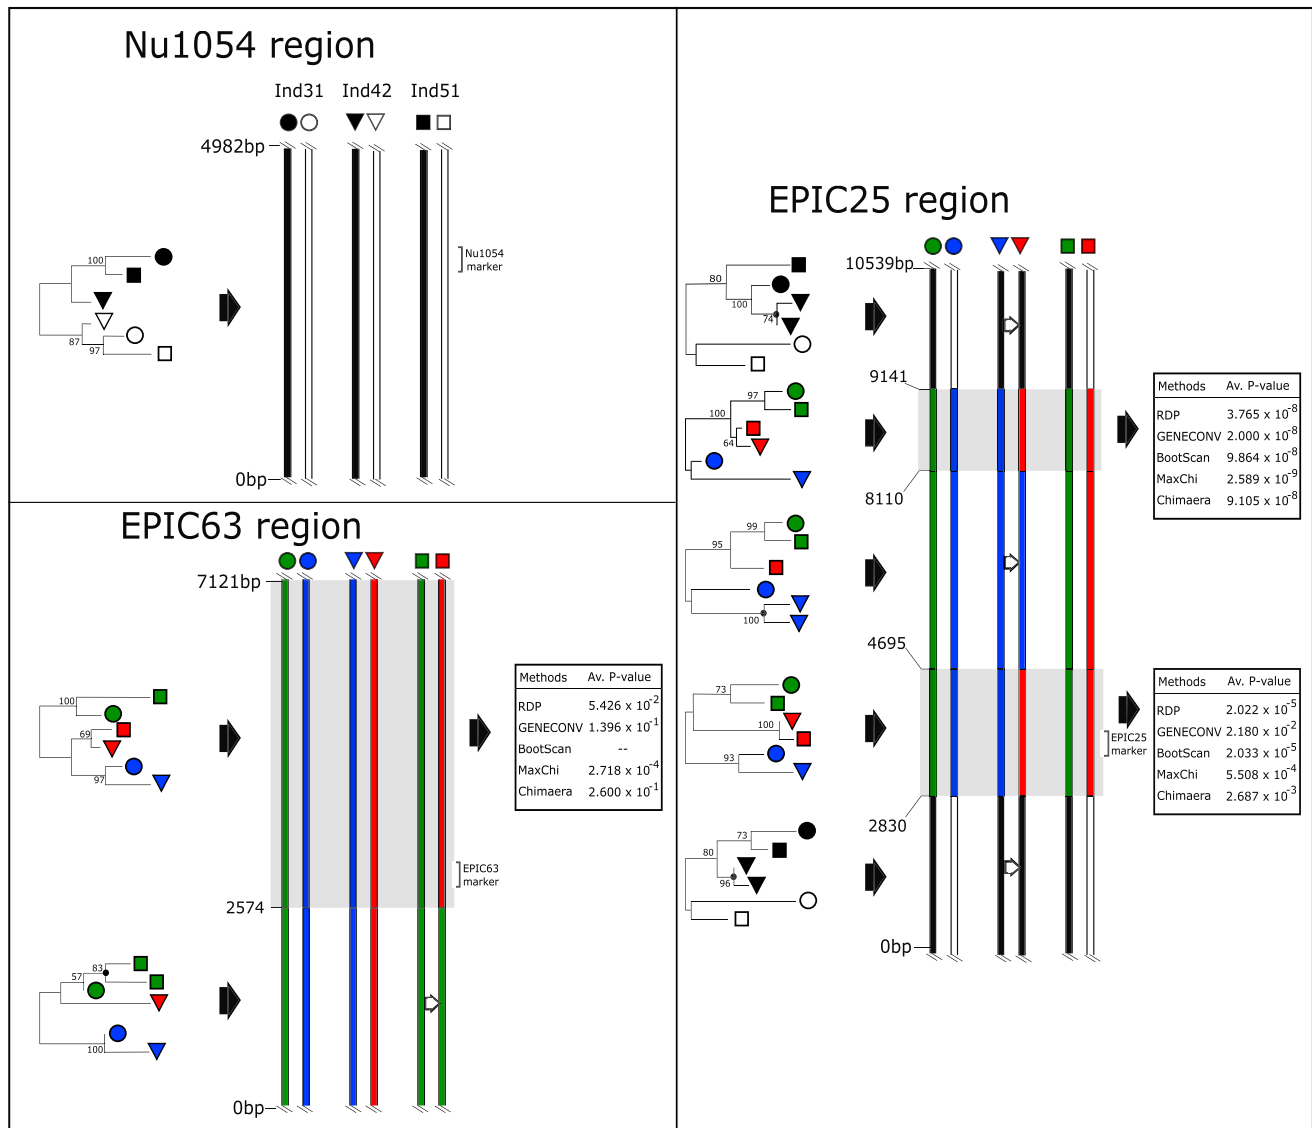 Nu1054 region
Ind31 Ind42 Ind51
4982bp
Nu1054
marker
100
87
97
0bp
EPIC63 region
7121bp
100
69
97
Methods Av. P-value
RDP 5.426 x 10-2
GENECONV 1.396 x 10-1
BootScan --
MaxChi 2.718 x 10-4
Chimaera 2.600 x 10-1
EPIC63
marker
2574
83
57
100
0bp
EPIC25 region
10539bp
80
100
74
9141
97
100
64
Methods Av. P-value
RDP 3.765 x 10-8
GENECONV 2.000 x 10-8
BootScan 9.864 x 10-8
MaxChi 2.589 x 10-9
Chimaera 9.105 x 10-8
8110
99
95
100
4695
73
100
93
Methods Av. P-value
RDP 2.022 x 10-5
GENECONV 2.180 x 10-2
BootScan 2.033 x 10-5
MaxChi 5.508 x 10-4
Chimaera 2.687 x 10-3
EPIC25
marker
2830
73
80
96
0bp